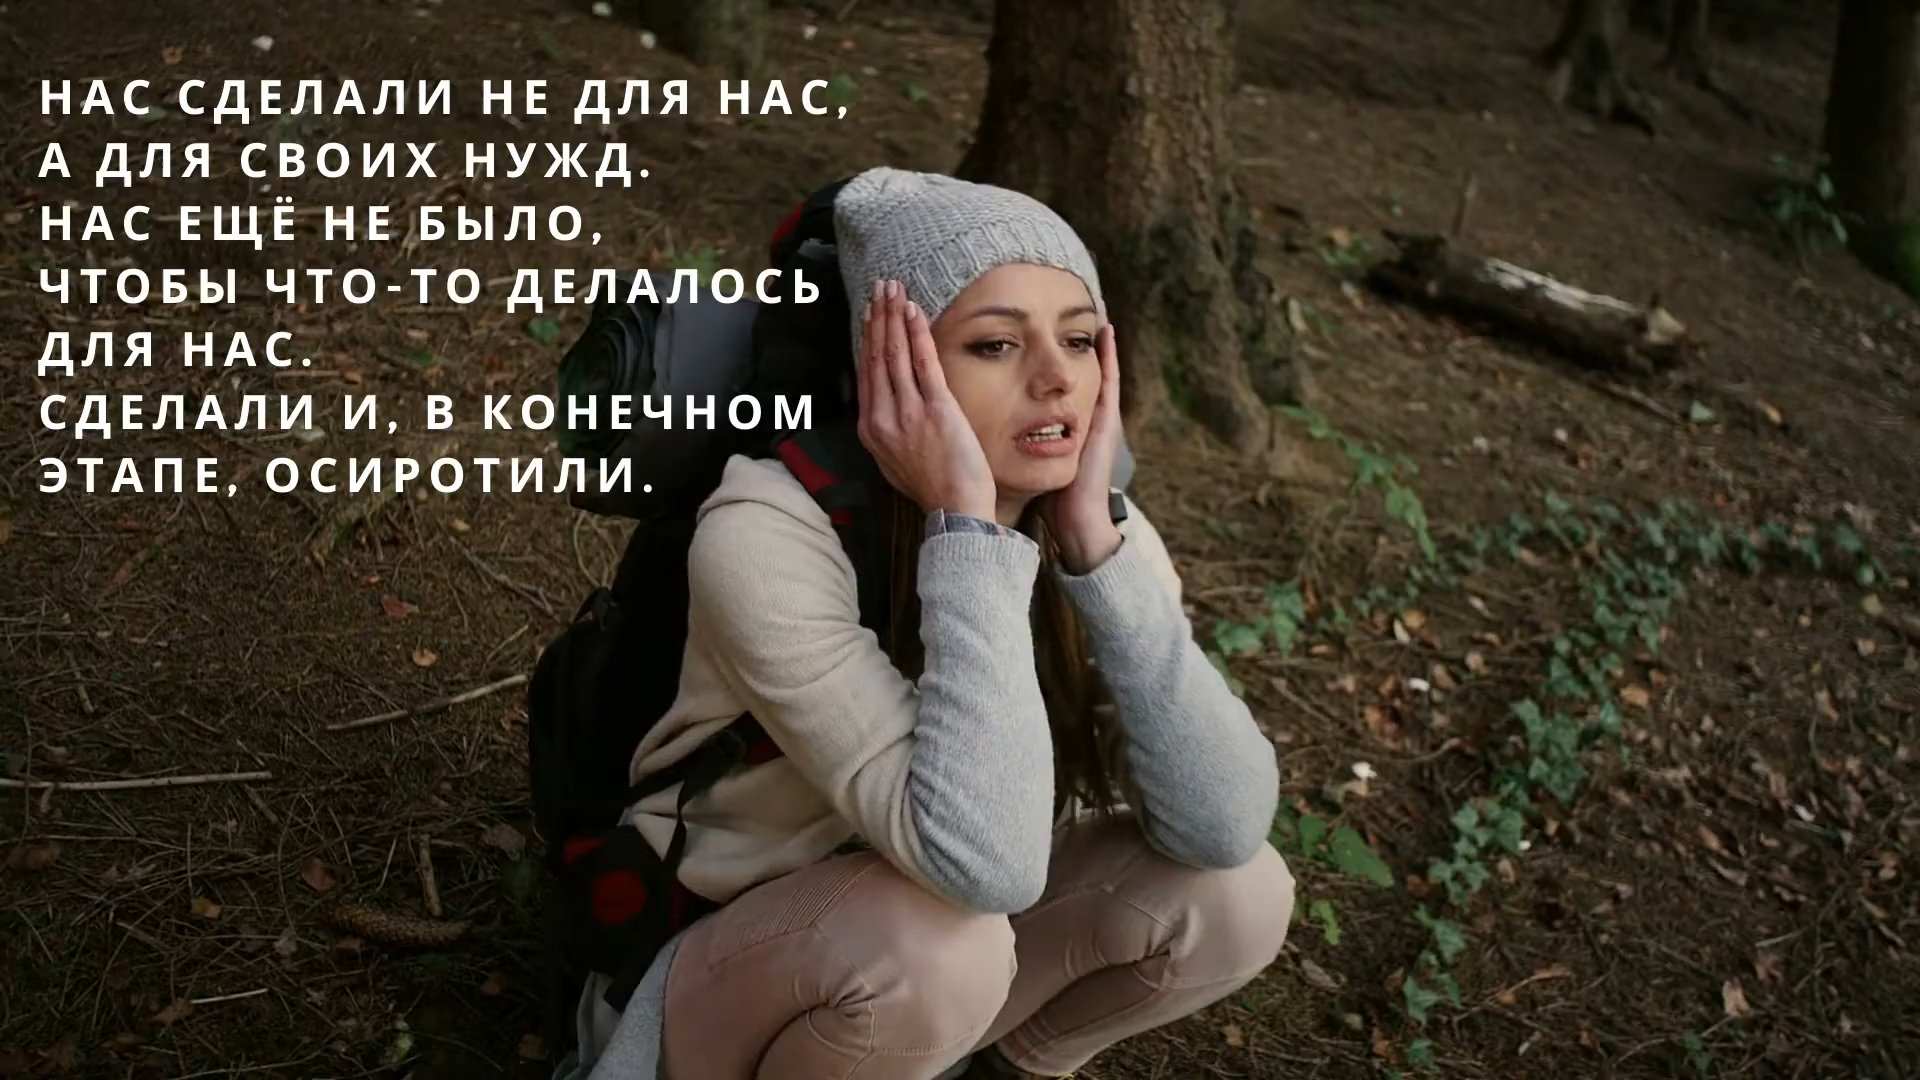 НАС СДЕЛАЛИ НЕ ДЛЯ НАС,
А ДЛЯ СВОИХ НУЖД.
НАС ЕЩЁ НЕ БЫЛО,
ЧТОБЫ ЧТО-ТО ДЕЛАЛОСЬ
ДЛЯ НАС.
СДЕЛАЛИ И, В КОНЕЧНОМ
ЭТАПЕ, ОСИРОТИЛИ.